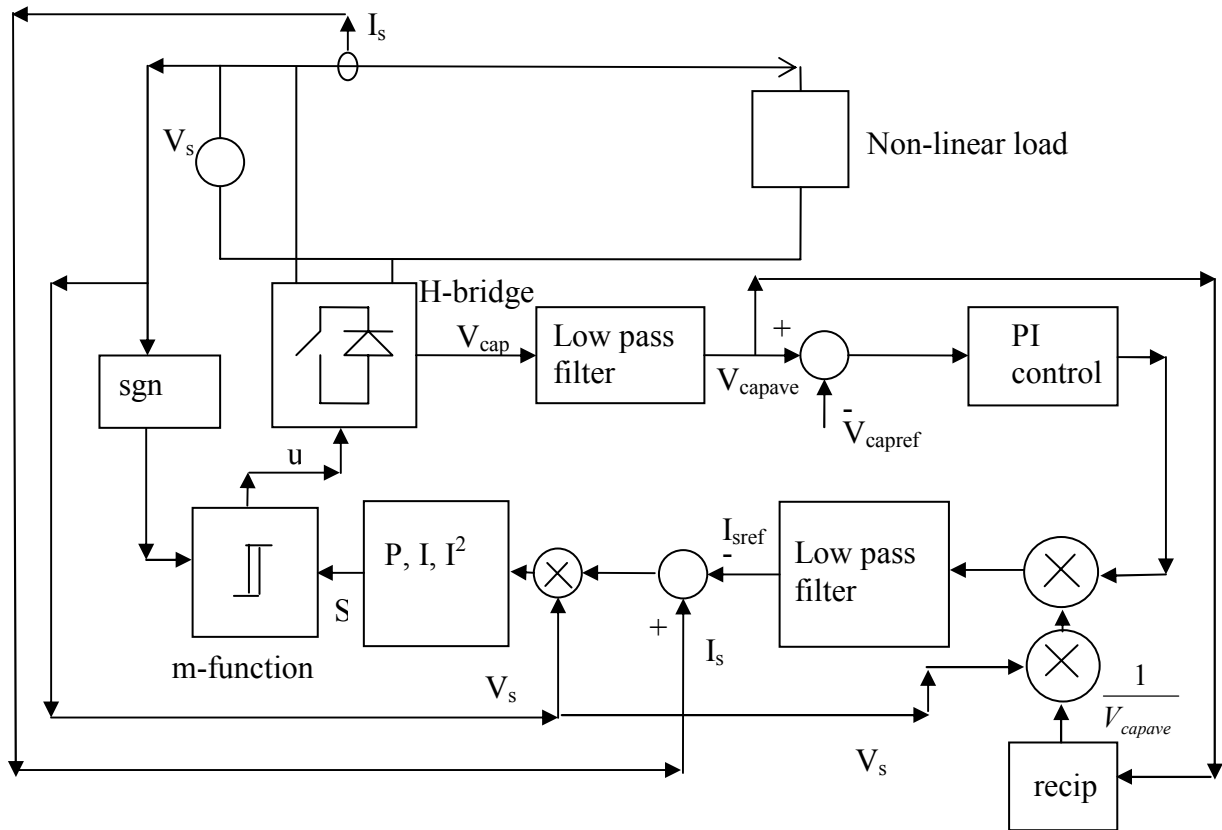 I_s
V_s
Non-linear load
H-bridge
V_cap
Low pass
filter
+
V_capave
-
V_capref
PI
control
sgn
u
P, I, I^2
S
m-function
I_sref
-
+
I_s
Low pass
filter
V_s
V_s
1
V_capave
recip